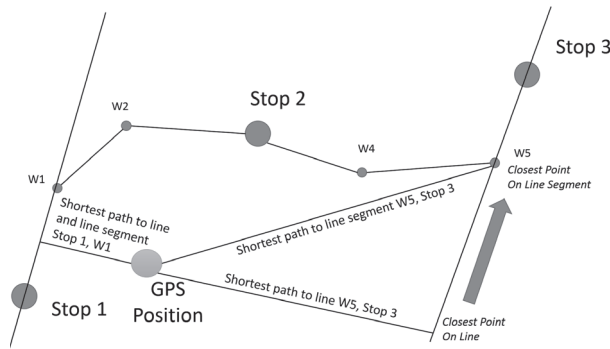 Stop 3
W2
Stop 2
W1
W4
W5
Closest Point
On Line Segment
Shortest path to line
and line segment
Stop 1, W1
Shortest path to line segment W5, Stop 3
GPS
Position
Shortest path to line W5, Stop 3
Stop 1
Closest Point
On Line